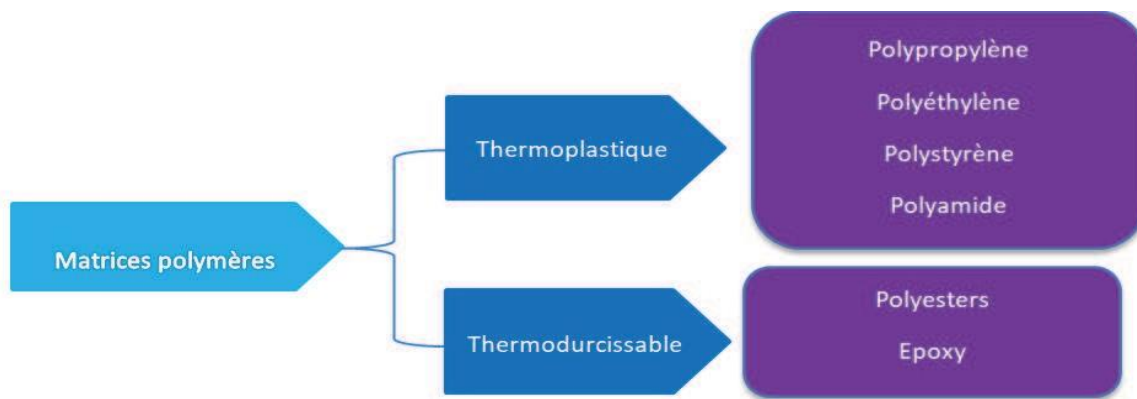 Matrices polymères
Thermoplastique
Polypropylène
Polyéthylène
Polystyrène
Polyamide
Thermodurcissable
Polyesters
Epoxy